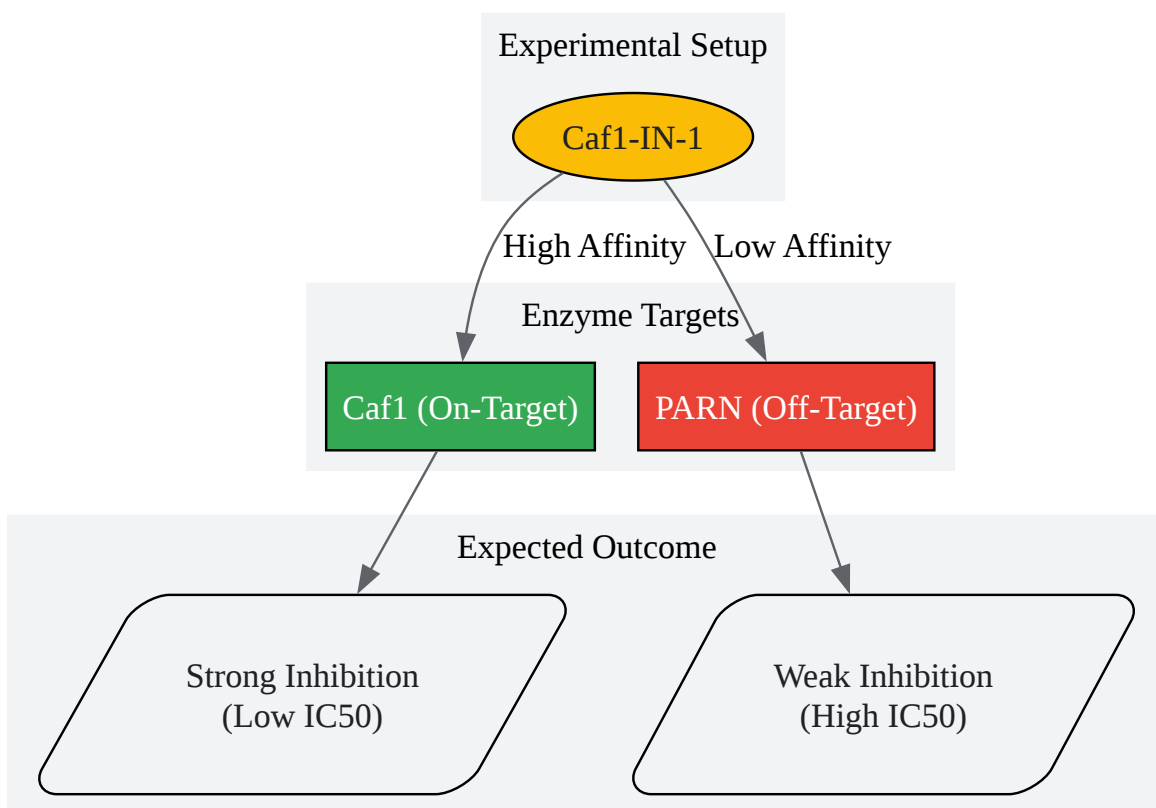 Experimental Setup
Caf1-IN-1
High Affinity
Low Affinity
Enzyme Targets
Caf1 (On-Target)
PARN (Off-Target)
Expected Outcome
Strong Inhibition
(Low IC50)
Weak Inhibition
(High IC50)